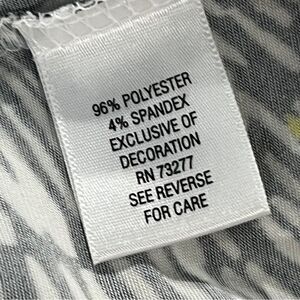 96% POLYESTER
4% SPANDEX
EXCLUSIVE OF
DECORATION
RN 73277
SEE REVERSE
FOR CARE